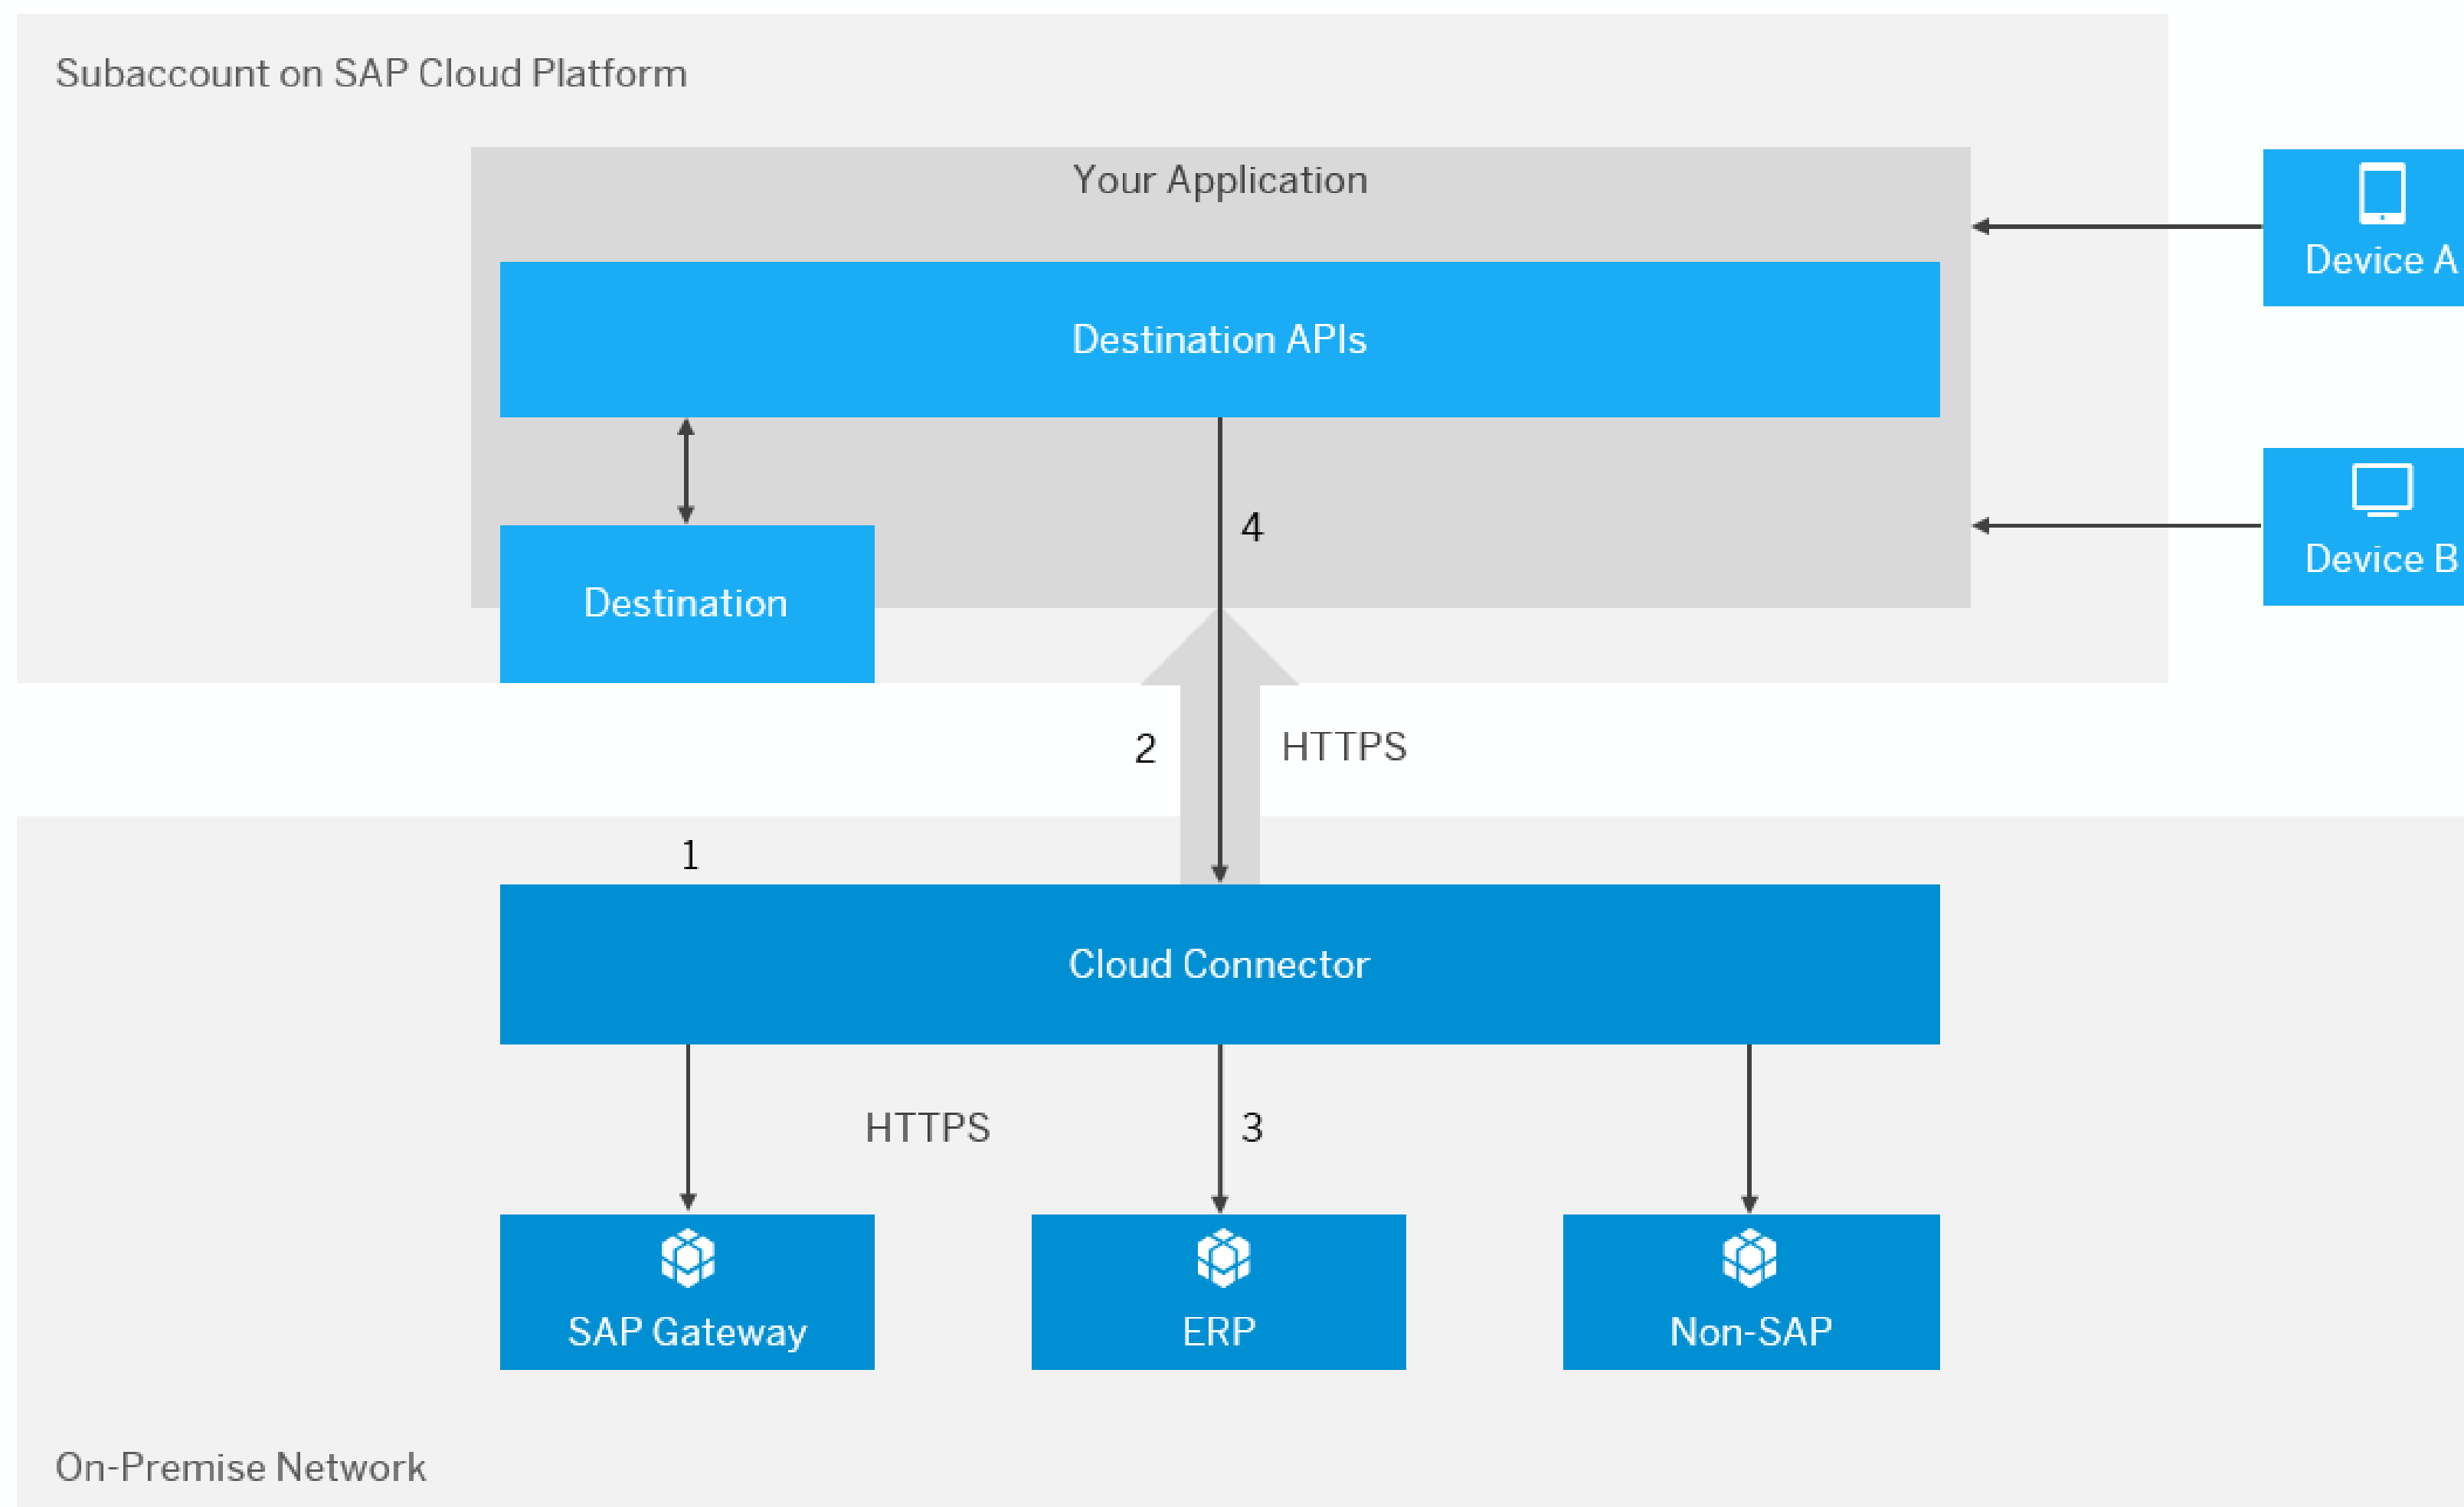 Subaccount on SAP Cloud Platform
Your Application
Device A
Destination APIs
4
Device B
Destination
2
HTTPS
1
Cloud Connector
HTTPS
3
SAP Gateway
ERP
Non-SAP
On-Premise Network